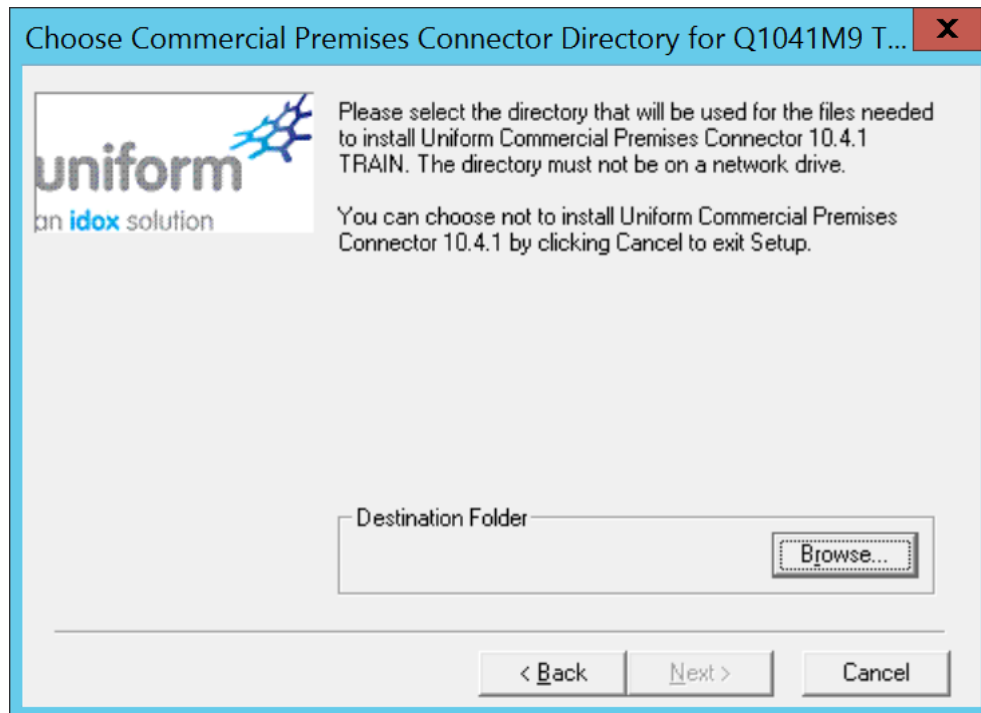 Choose Commercial Premises Connector Directory for Q1041M9 T...
X
uniform
an idox solution
Please select the directory that will be used for the files needed
to install Uniform Commercial Premises Connector 10.4.1
TRAIN. The directory must not be on a network drive.
You can choose not to install Uniform Commercial Premises
Connector 10.4.1 by clicking Cancel to exit Setup.
Destination Folder
Browse...
< Back
Next >
Cancel